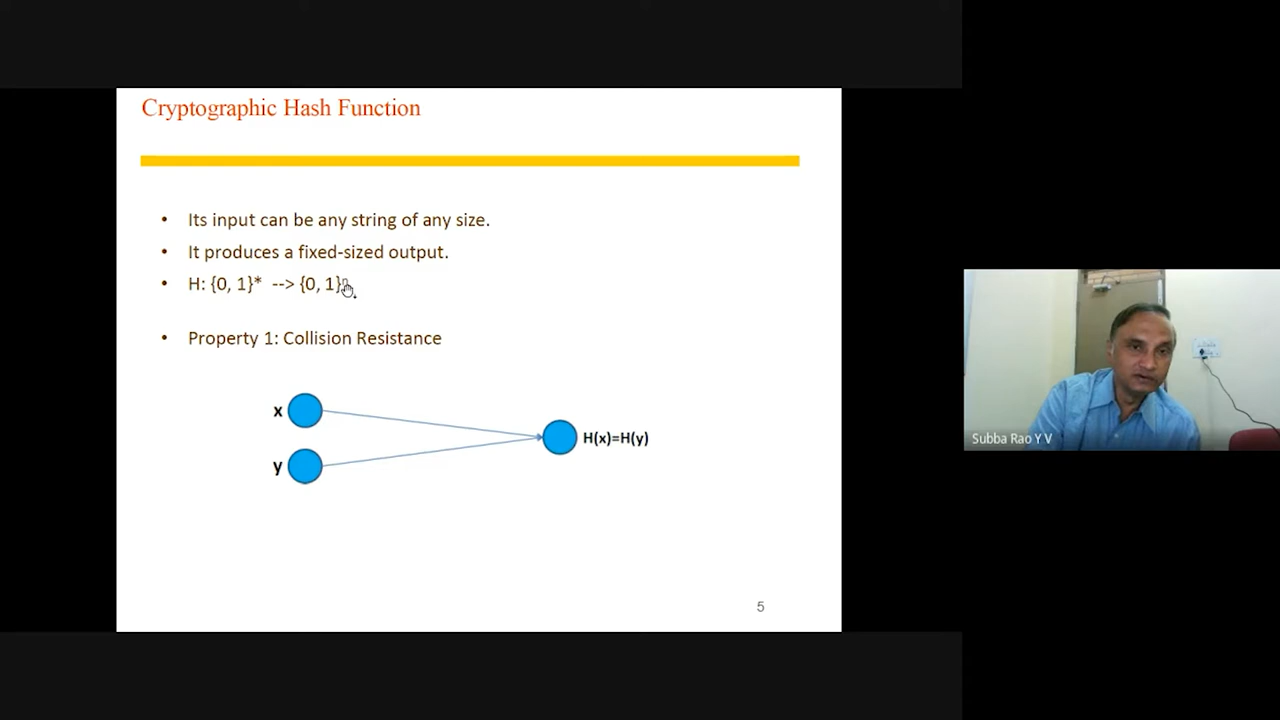 Cryptographic Hash Function
• Its input can be any string of any size.
• It produces a fixed-sized output.
• H: {0, 1}* --> {0, 1}
• Property 1: Collision Resistance
x
H(x)=H(y)
y
Subba Rao Y V
5